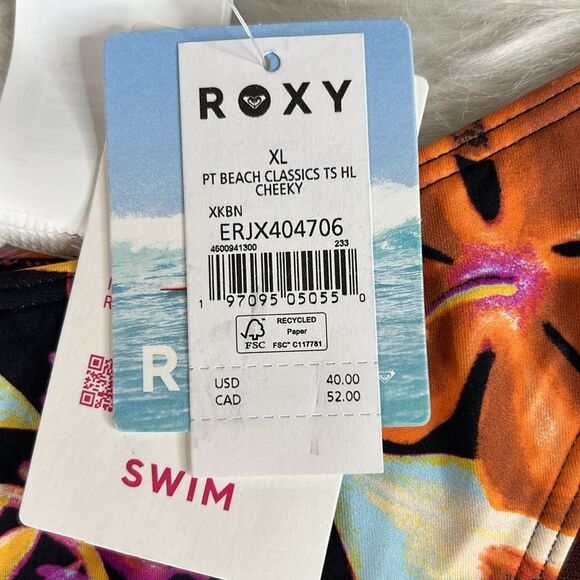 ROXY
XL
PT BEACH CLASSICS TS HL
CHEEKY
XKBN
ERJX404706
4500941300 233
1 97095 05055 0
FSC
RECYCLED
Paper
FSC™ C117781
USD 40.00
CAD 52.00
R
SWIM